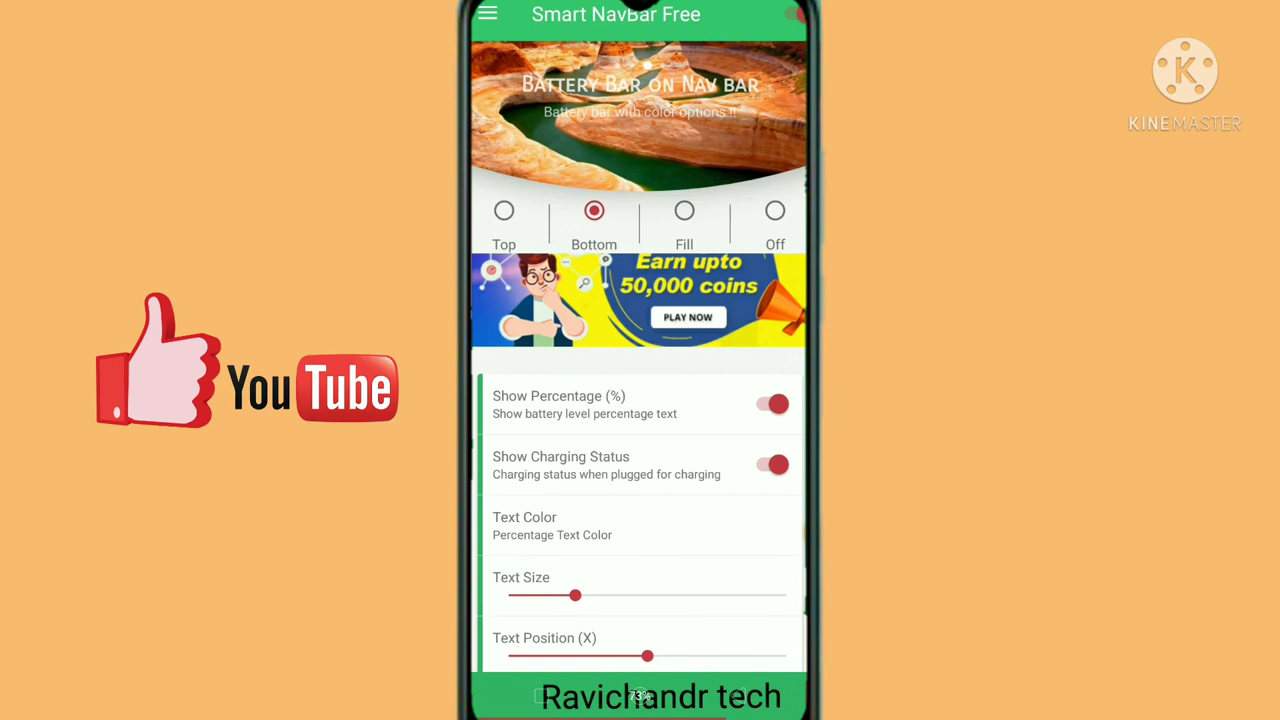 Smart NavBar Free
BATTERY BAR ON NAV BAR
Battery bar with color options !!
Top
Bottom
Fill
Off
Earn upto
50,000 coins
PLAY NOW
Show Percentage (%)
Show battery level percentage text
Show Charging Status
Charging status when plugged for charging
Text Color
Percentage Text Color
Text Size
Text Position (X)
73%
Ravichandr tech
YouTube
K
KINEMASTER